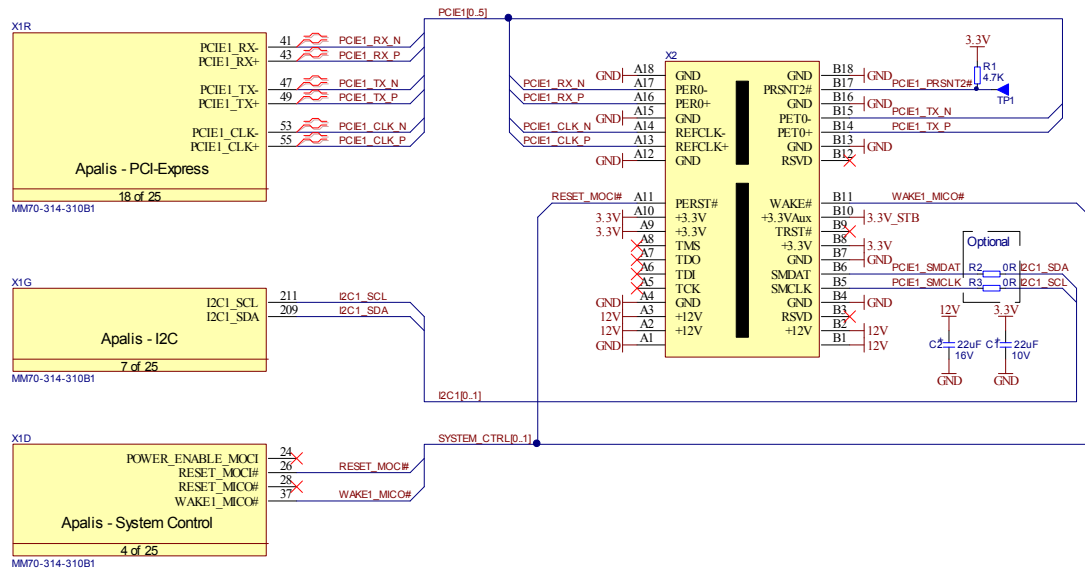 PCIE1[0..5]
X1R
PCIE1_RX- 41 PCIE1_RX_N
PCIE1_RX+ 43 PCIE1_RX_P
PCIE1_TX- 47 PCIE1_TX_N
PCIE1_TX+ 49 PCIE1_TX_P
PCIE1_CLK- 53 PCIE1_CLK_N
PCIE1_CLK+ 55 PCIE1_CLK_P
Apalis - PCI-Express
18 of 25
MM70-314-310B1
X2
3.3V
R1
4.7K
TP1
GND A18 GND GND B18 GND
PCIE1_RX_N A17 PER0- PRSNT2# B17 PCIE1_PRSNT2#
PCIE1_RX_P A16 PER0+ GND B16 GND
GND A15 GND PET0- B15 PCIE1_TX_N
PCIE1_CLK_N A14 REFCLK- PET0+ B14 PCIE1_TX_P
PCIE1_CLK_P A13 REFCLK+ GND B13 GND
GND A12 GND RSVD B12
RESET_MOCI# A11 PERST# WAKE# B11 WAKE1_MICO#
3.3V A10 +3.3V +3.3VAux B10 3.3V_STB
3.3V A9 +3.3V TRST# B9
A8 TMS +3.3V B8 3.3V
A7 TDO GND B7 GND
A6 TDI SMDAT B6 PCIE1_SMDAT R2 0R I2C1_SDA
A5 TCK SMCLK B5 PCIE1_SMCLK R3 0R I2C1_SCL
GND A4 GND GND B4 GND
12V A3 +12V RSVD B3
12V A2 +12V +12V B2 12V
GND A1 B1 12V
Optional
12V 3.3V
C2 22uF 16V
C1 22uF 10V
GND GND
X1G
I2C1_SCL 211 I2C1_SCL
I2C1_SDA 209 I2C1_SDA
Apalis - I2C
7 of 25
MM70-314-310B1
I2C1[0..1]
X1D
SYSTEM_CTRL[0..1]
POWER_ENABLE_MOCI 24
RESET_MOCI# 26 RESET_MOCI#
RESET_MICO# 28
WAKE1_MICO# 37 WAKE1_MICO#
Apalis - System Control
4 of 25
MM70-314-310B1